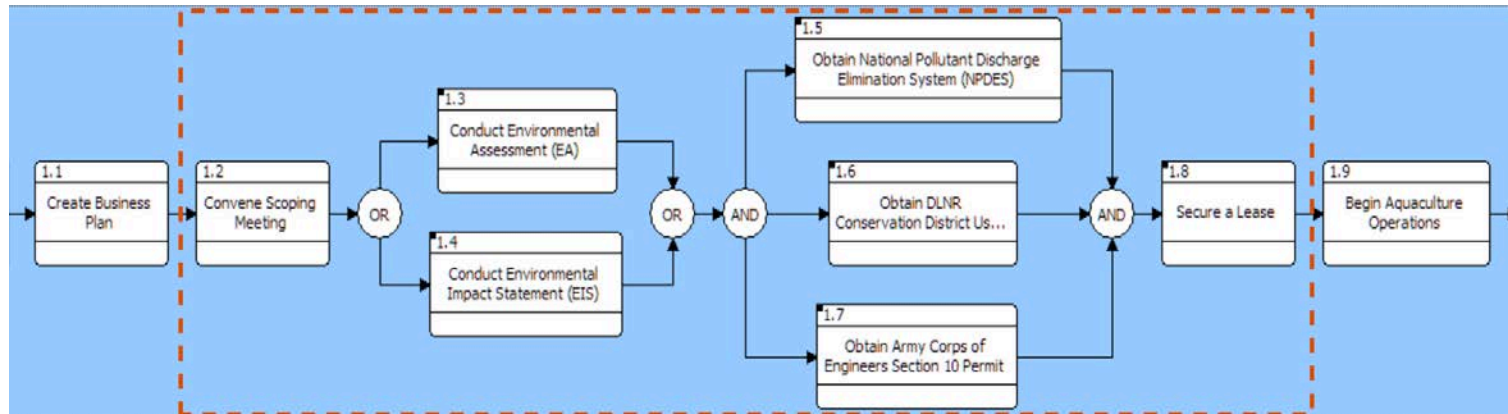 1.1
Create Business
Plan
1.2
Convene Scoping
Meeting
OR
1.3
Conduct Environmental
Assessment (EA)
1.4
Conduct Environmental
Impact Statement (EIS)
OR
AND
1.5
Obtain National Pollutant Discharge
Elimination System (NPDES)
1.6
Obtain DLNR
Conservation District Us...
1.7
Obtain Army Corps of
Engineers Section 10 Permit
AND
1.8
Secure a Lease
1.9
Begin Aquaculture
Operations